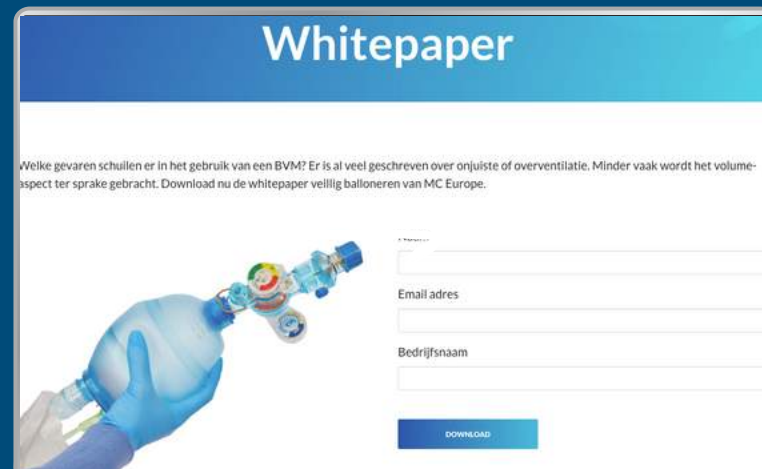 Whitepaper
Welke gevaren schuilen er in het gebruik van een BVM? Er is al veel geschreven over onjuiste of overventilatie. Minder vaak wordt het volume-
aspect ter sprake gebracht. Download nu de whitepaper veillig balloneren van MC Europe.
Email adres
Bedrijfsnaam
DOWNLOAD